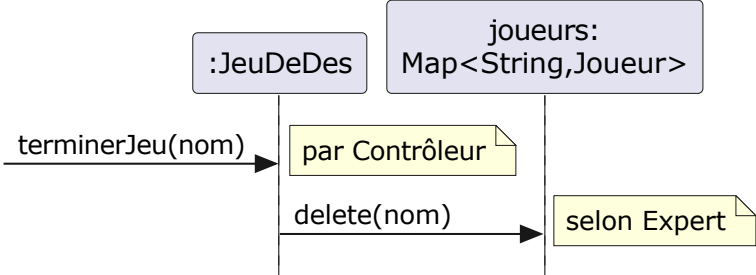 :JeuDeDes
joueurs:
Map<String,Joueur>
terminerJeu(nom)
par Contrôleur
delete(nom)
selon Expert